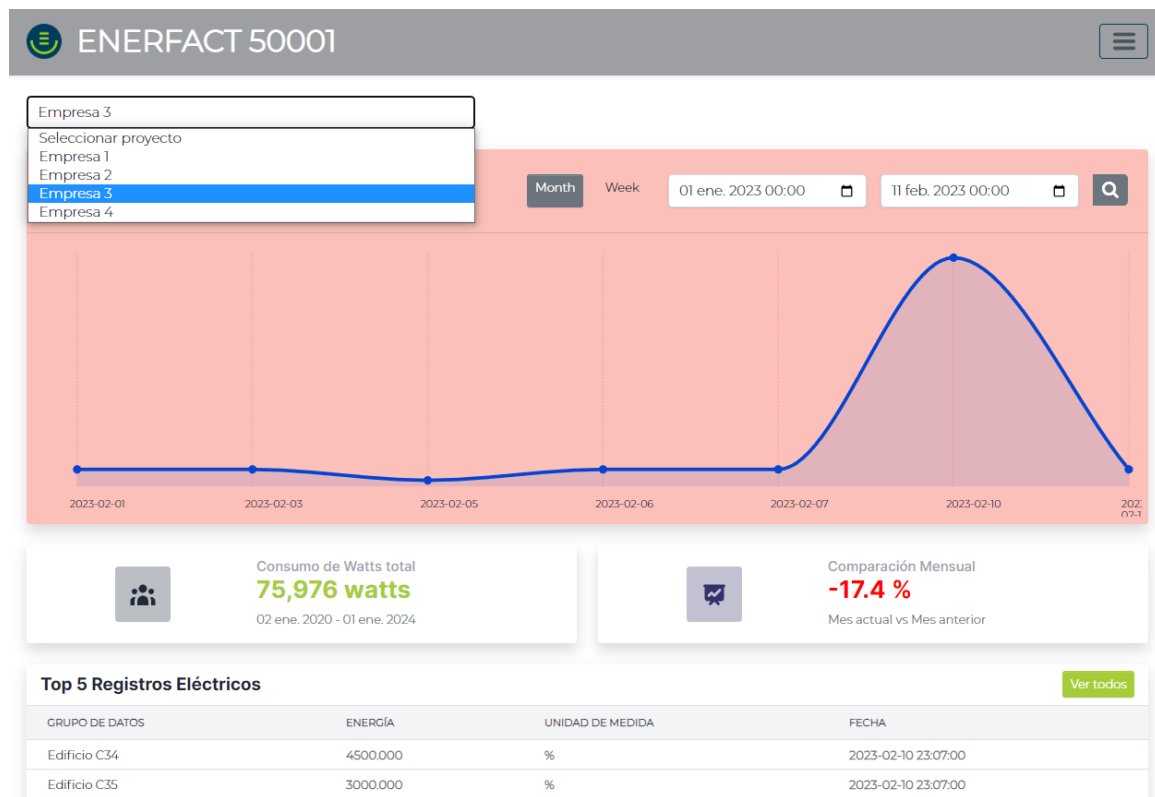 ENERFACT 50001
Empresa 3
Seleccionar proyecto
Empresa 1
Empresa 2
Empresa 3
Empresa 4
Month Week 01 ene. 2023 00:00 11 feb. 2023 00:00
2023-02-01 2023-02-03 2023-02-05 2023-02-06 2023-02-07 2023-02-10
Consumo de Watts total
75,976 watts
02 ene. 2020 - 01 ene. 2024
Comparación Mensual
-17.4 %
Mes actual vs Mes anterior
Top 5 Registros Eléctricos Ver todos
GRUPO DE DATOS ENERGÍA UNIDAD DE MEDIDA FECHA
Edificio C34 4500.000 % 2023-02-10 23:07:00
Edificio C35 3000.000 % 2023-02-10 23:07:00